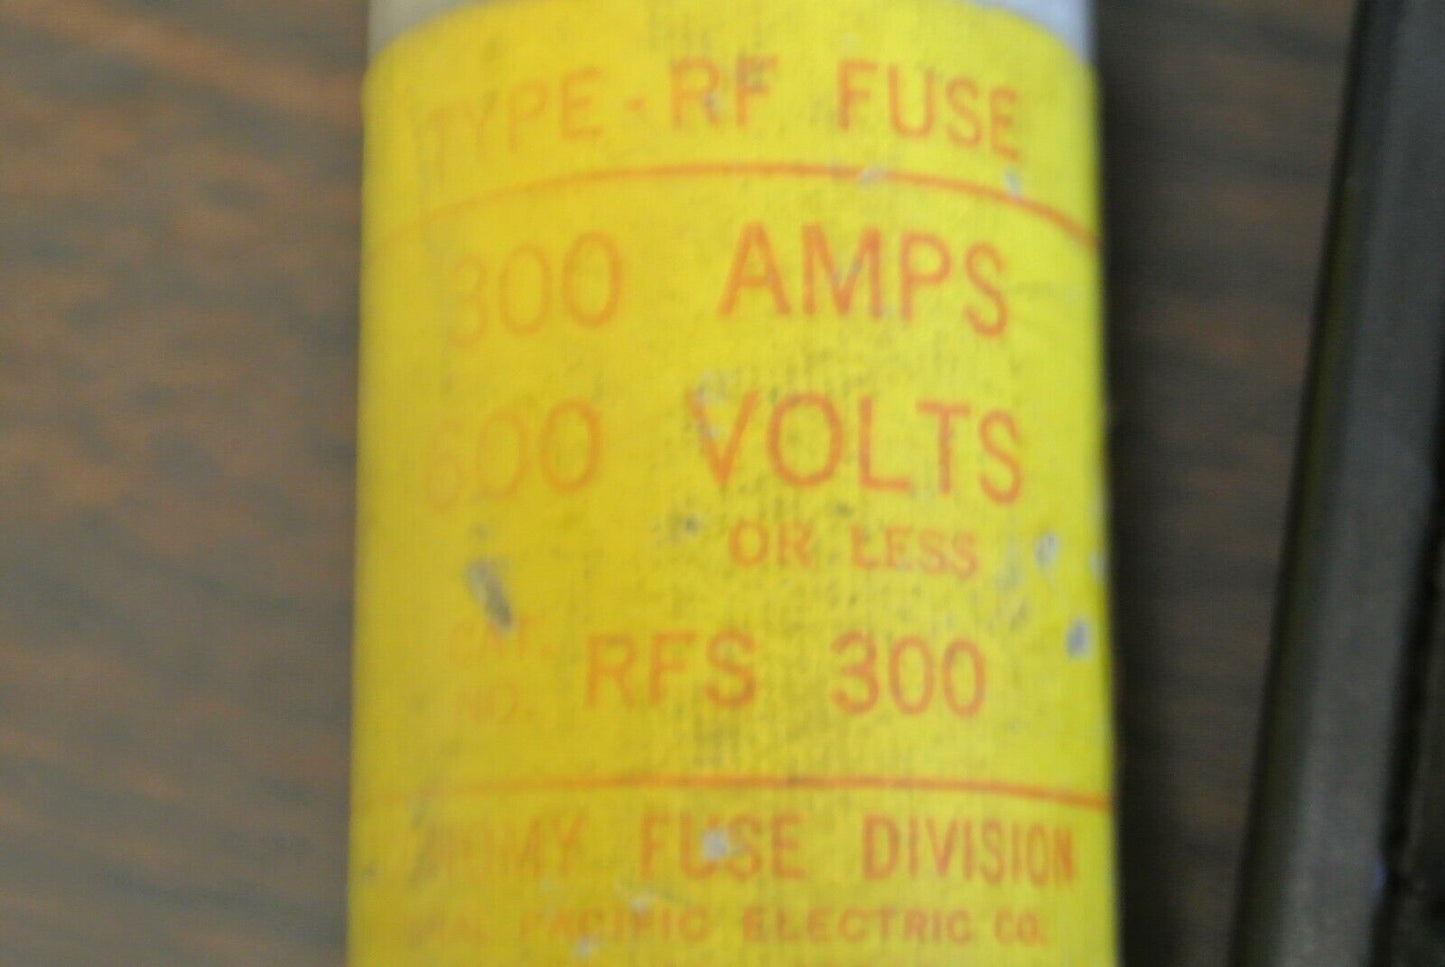 TYPE-RF FUSE
300 AMPS
600 VOLTS
OR LESS
CAT. NO. RFS 300
FUSE DIVISION
PACIFIC ELECTRIC CO.